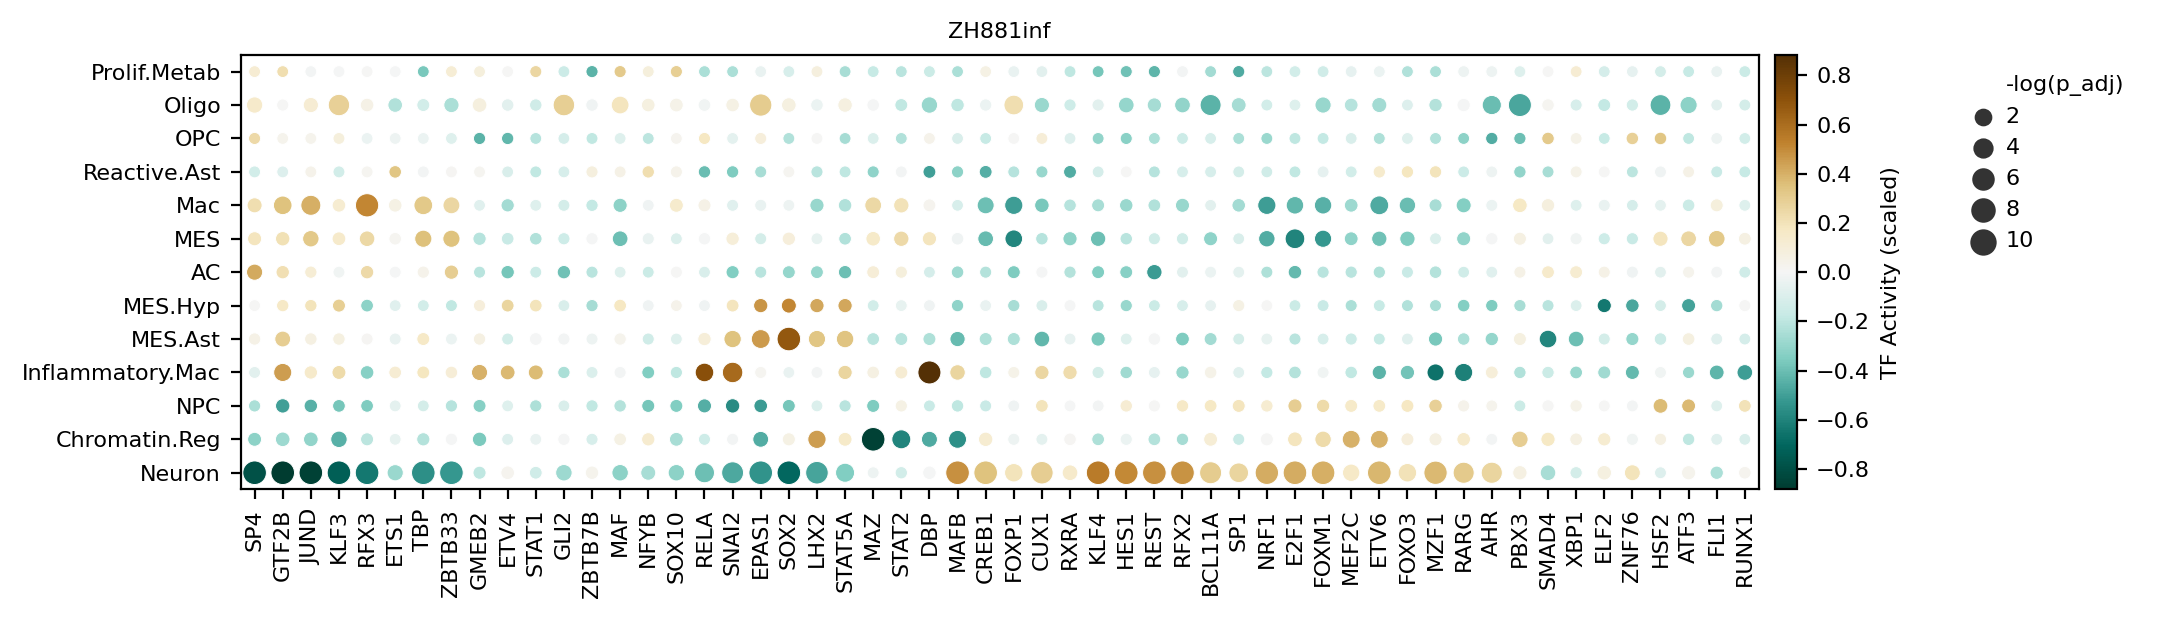 ZH881inf
Prolif.Metab
Oligo
OPC
Reactive.Ast
Mac
MES
AC
MES.Hyp
MES.Ast
Inflammatory.Mac
NPC
Chromatin.Reg
Neuron
SP4
GTF2B
JUND
KLF3
RFX3
ETS1
TBP
ZBTB33
GMEB2
ETV4
STAT1
GLI2
ZBTB7B
MAF
NFYB
SOX10
RELA
SNAI2
EPAS1
SOX2
LHX2
STAT5A
MAZ
STAT2
DBP
MAFB
CREB1
FOXP1
CUX1
RXRA
KLF4
HES1
REST
RFX2
BCL11A
SP1
NRF1
E2F1
FOXM1
MEF2C
ETV6
FOXO3
MZF1
RARG
AHR
PBX3
SMAD4
XBP1
ELF2
ZNF76
HSF2
ATF3
FLI1
RUNX1
0.8
0.6
0.4
0.2
0.0
−0.2
−0.4
−0.6
−0.8
TF Activity (scaled)
-log(p_adj)
2
4
6
8
10